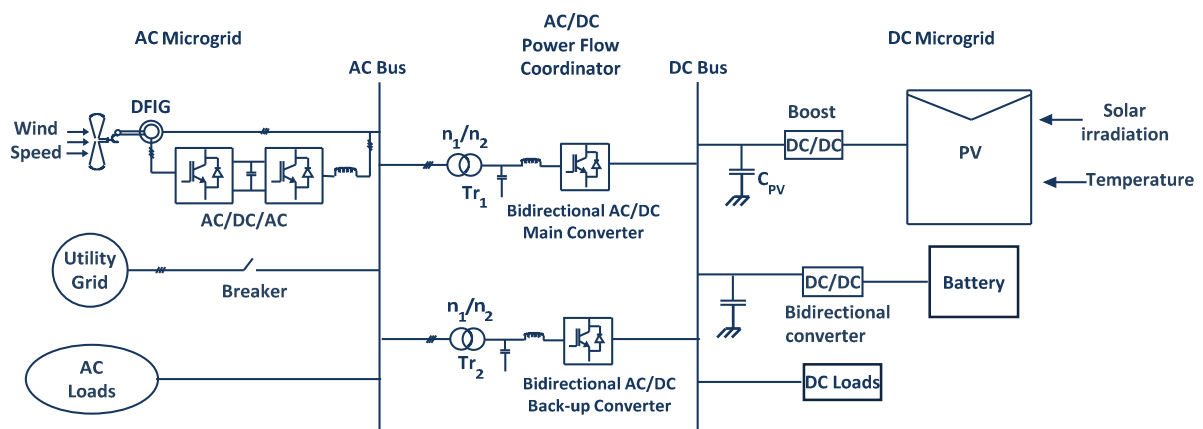 AC Microgrid
AC/DC
Power Flow
Coordinator
DC Microgrid
AC Bus
DC Bus
DFIG
Wind
Speed
AC/DC/AC
n1/n2
Tr1
Bidirectional AC/DC
Main Converter
Boost
DC/DC
CPV
PV
Solar
irradiation
Temperature
Utility
Grid
Breaker
DC/DC
Bidirectional
converter
Battery
n1/n2
Tr2
Bidirectional AC/DC
Back-up Converter
AC
Loads
DC Loads